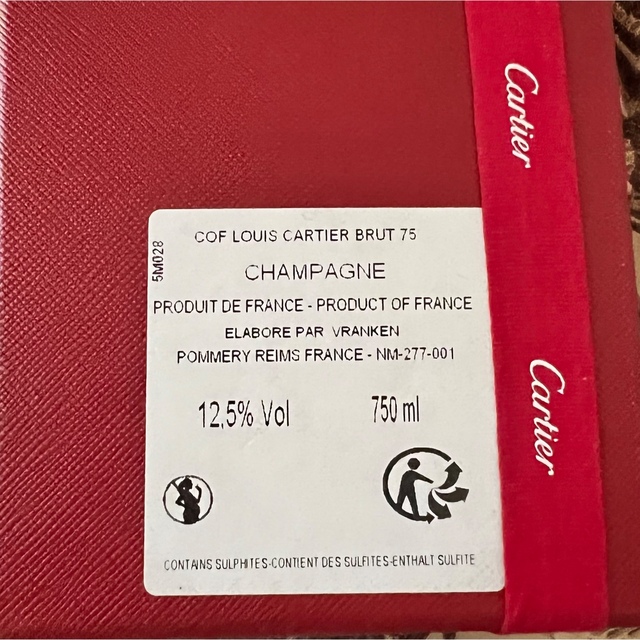 Cartier
5M028
COF LOUIS CARTIER BRUT 75
CHAMPAGNE
PRODUIT DE FRANCE - PRODUCT OF FRANCE
ELABORE PAR VRANKEN
POMMERY REIMS FRANCE - NM-277-001
12,5% Vol 750 ml
Cartier
CONTAINS SULPHITES-CONTIENT DES SULFITES-ENTHALT SULFITE